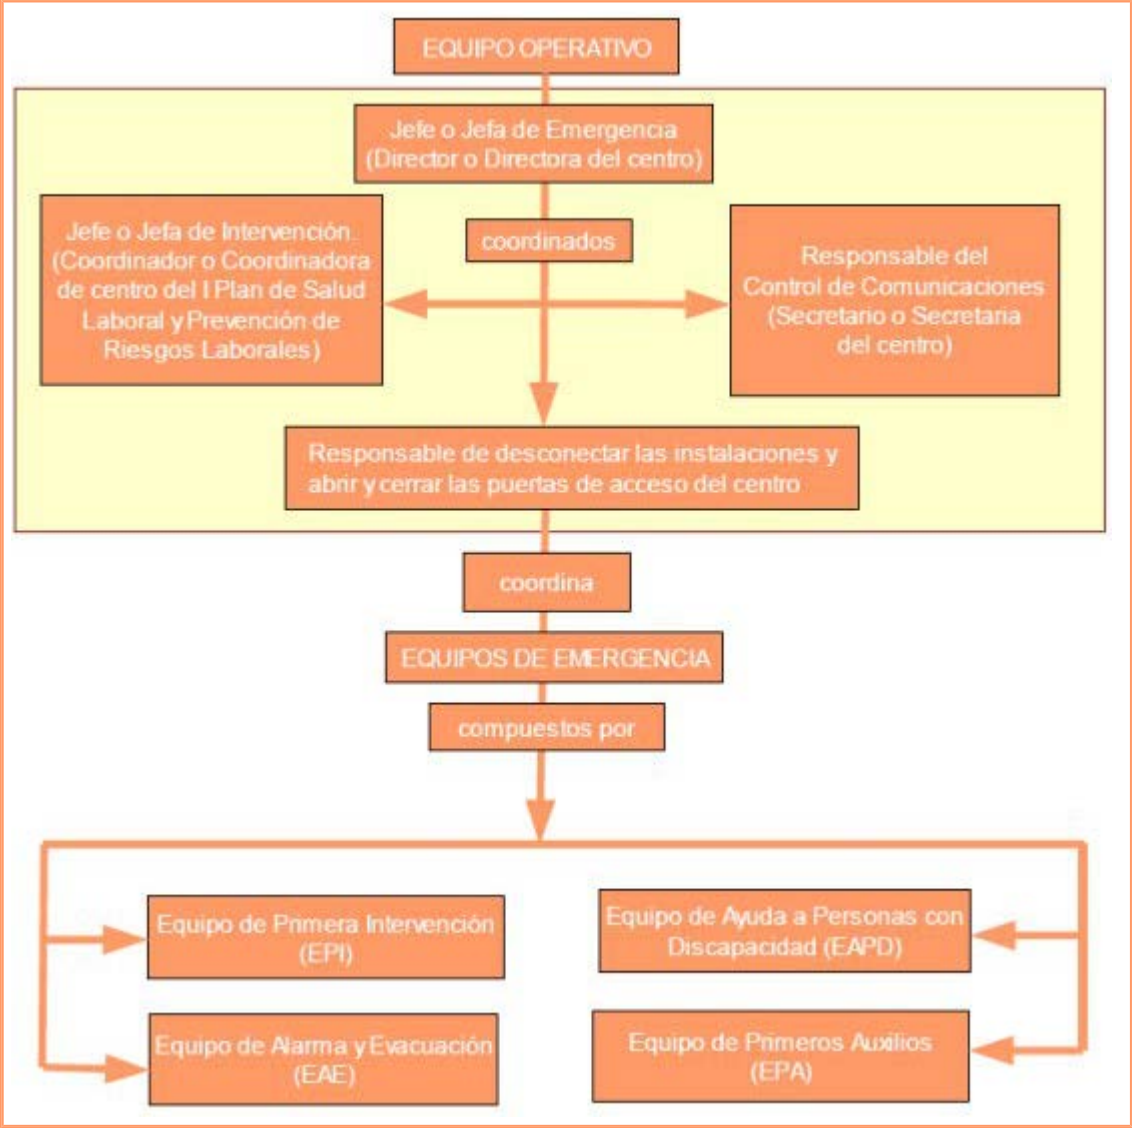 EQUIPO OPERATIVO
Jefe o Jefa de Emergencia
(Director o Directora del centro)
coordinados
Jefe o Jefa de Intervención.
(Coordinador o Coordinadora
de centro del I Plan de Salud
Laboral y Prevención de
Riesgos Laborales)
Responsable del
Control de Comunicaciones
(Secretario o Secretaria
del centro)
Responsable de desconectar las instalaciones y
abrir y cerrar las puertas de acceso del centro
coordina
EQUIPOS DE EMERGENCIA
compuestos por
Equipo de Primera Intervención
(EPI)
Equipo de Ayuda a Personas con
Discapacidad (EAPD)
Equipo de Alarma y Evacuación
(EAE)
Equipo de Primeros Auxilios
(EPA)